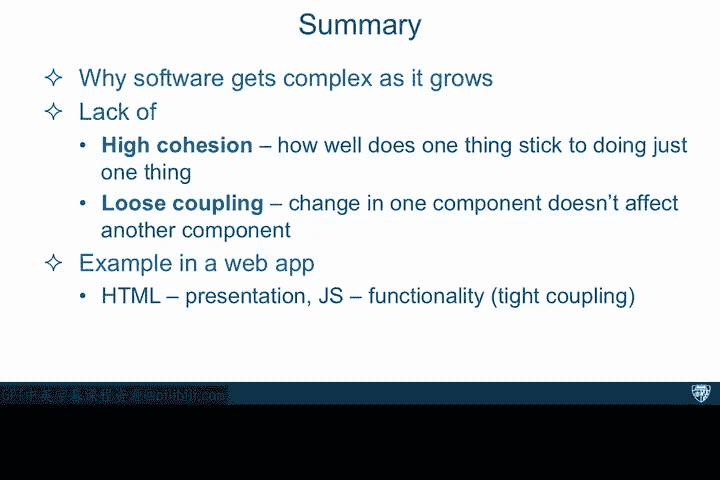 Summary
Why software gets complex as it grows
Lack of
• High cohesion – how well does one thing stick to doing just
one thing
• Loose coupling – change in one component doesn't affect
another component
Example in a web app
• HTML – presentation, JS – functionality (tight coupling)